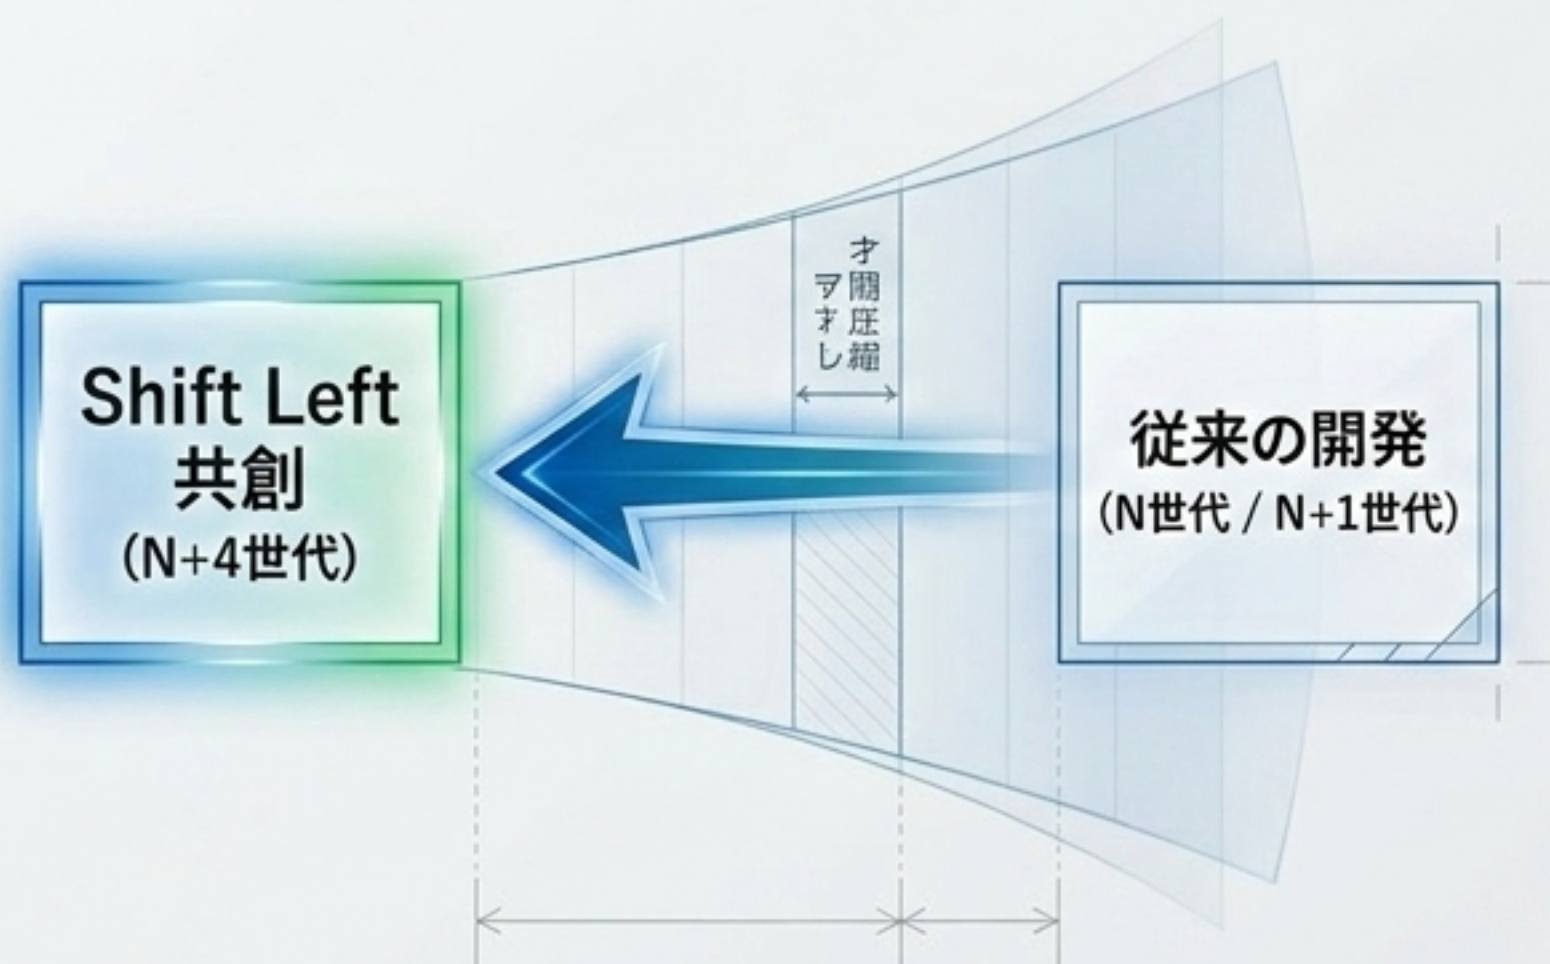 Shift Left
共創
（N+4世代）
従来の開発
（N世代 / N+1世代）